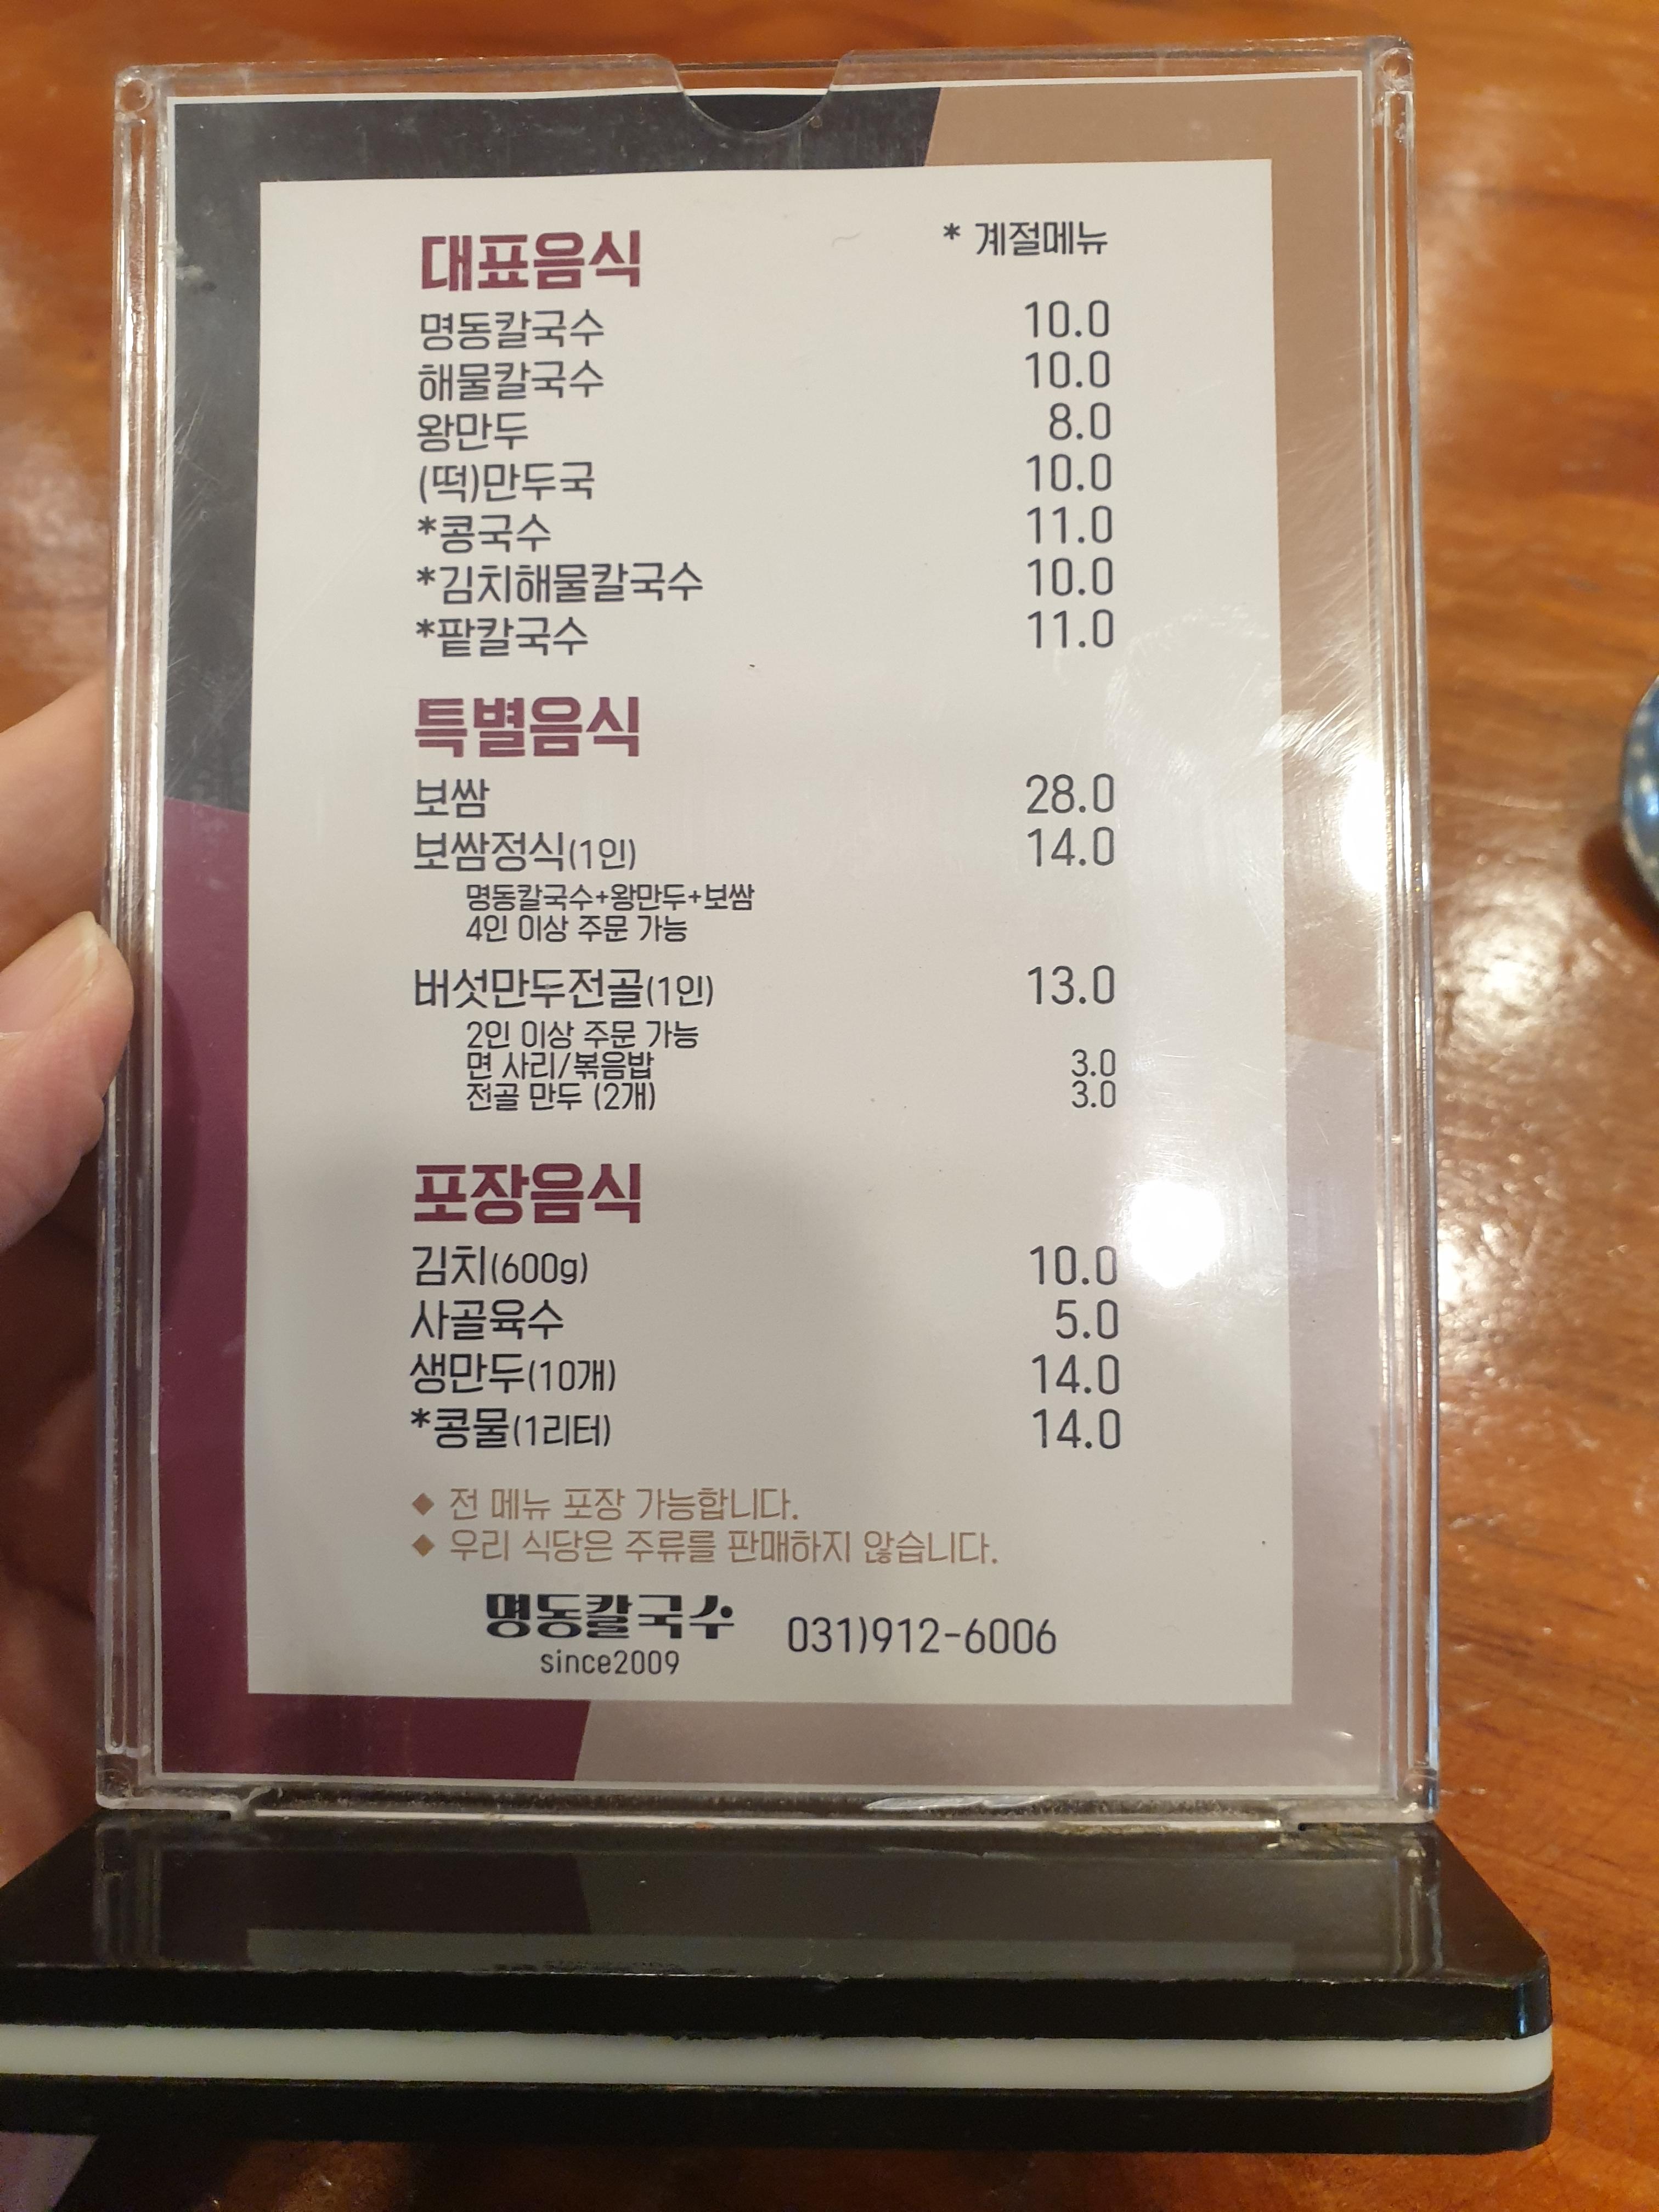 대표음식 * 계절메뉴
명동칼국수 10.0
해물칼국수 10.0
왕만두 8.0
(떡)만두국 10.0
*콩국수 11.0
*김치해물칼국수 10.0
*팥칼국수 11.0
특별음식
보쌈 28.0
보쌈정식(1인) 14.0
명동칼국수+왕만두+보쌈
4인 이상 주문 가능
버섯만두전골(1인) 13.0
2인 이상 주문 가능
면 사리/볶음밥 3.0
전골 만두 (2개) 3.0
포장음식
김치(600g) 10.0
사골육수 5.0
생만두(10개) 14.0
*콩물(1리터) 14.0
◆ 전 메뉴 포장 가능합니다.
◆ 우리 식당은 주류를 판매하지 않습니다.
명동칼국수 031)912-6006
since2009